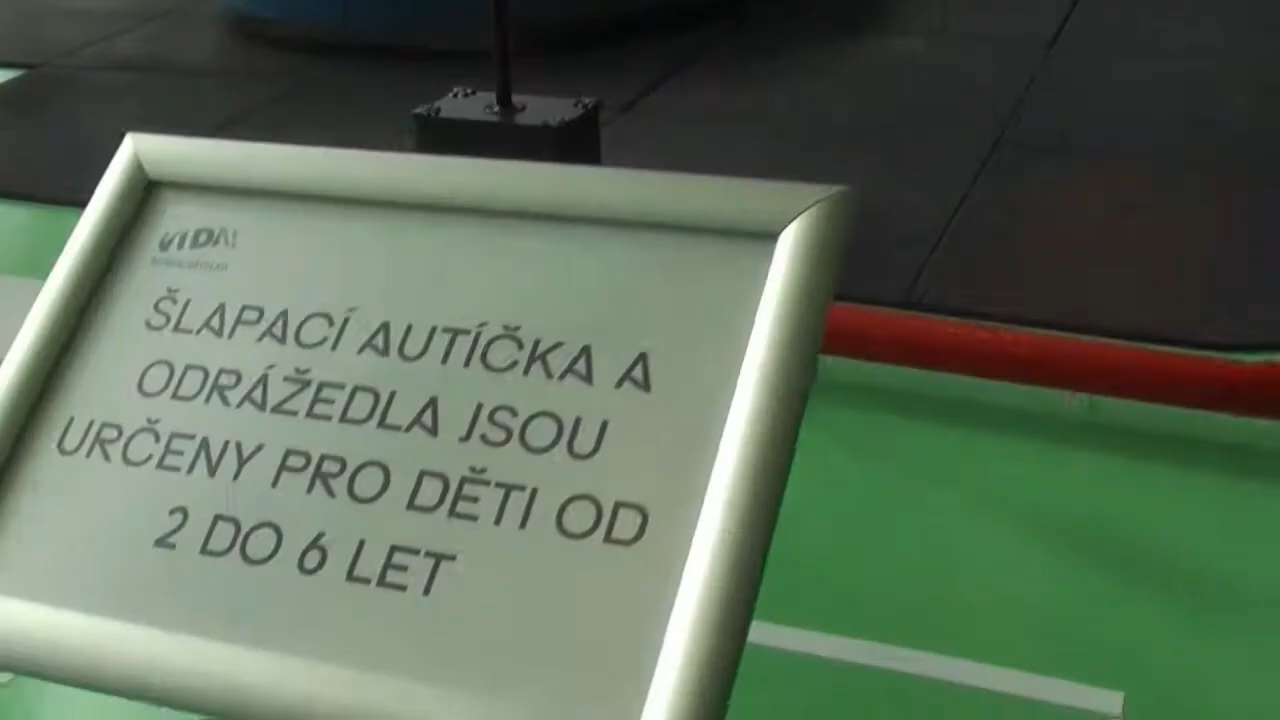 VIDA!
ŠLAPACÍ AUTÍČKA A
ODRÁŽEDLA JSOU
URČENY PRO DĚTI OD
2 DO 6 LET